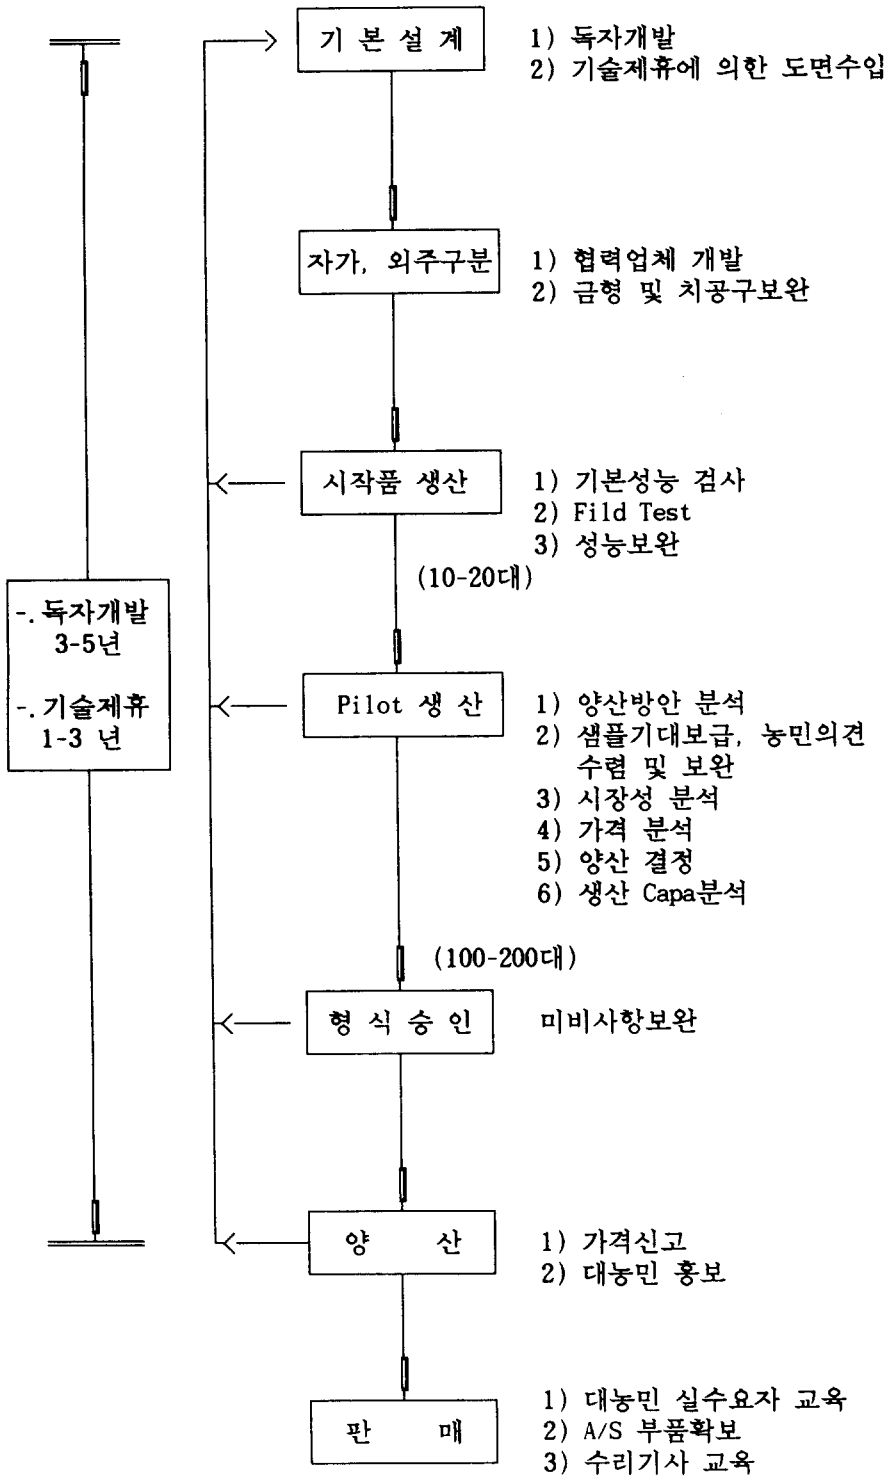 기 본 설 계
1) 독자개발
2) 기술제휴에 의한 도면수입
자가, 외주구분
1) 협력업체 개발
2) 금형 및 치공구보완
시작품 생산
1) 기본성능 검사
2) Fild Test
3) 성능보완
(10-20대)
-. 독자개발
3-5년
-. 기술제휴
1-3 년
Pilot 생 산
1) 양산방안 분석
2) 샘플기대보급, 농민의견
수렴 및 보완
3) 시장성 분석
4) 가격 분석
5) 양산 결정
6) 생산 Capa분석
(100-200대)
형 식 승 인
미비사항보완
양 산
1) 가격신고
2) 대농민 홍보
판 매
1) 대농민 실수요자 교육
2) A/S 부품확보
3) 수리기사 교육